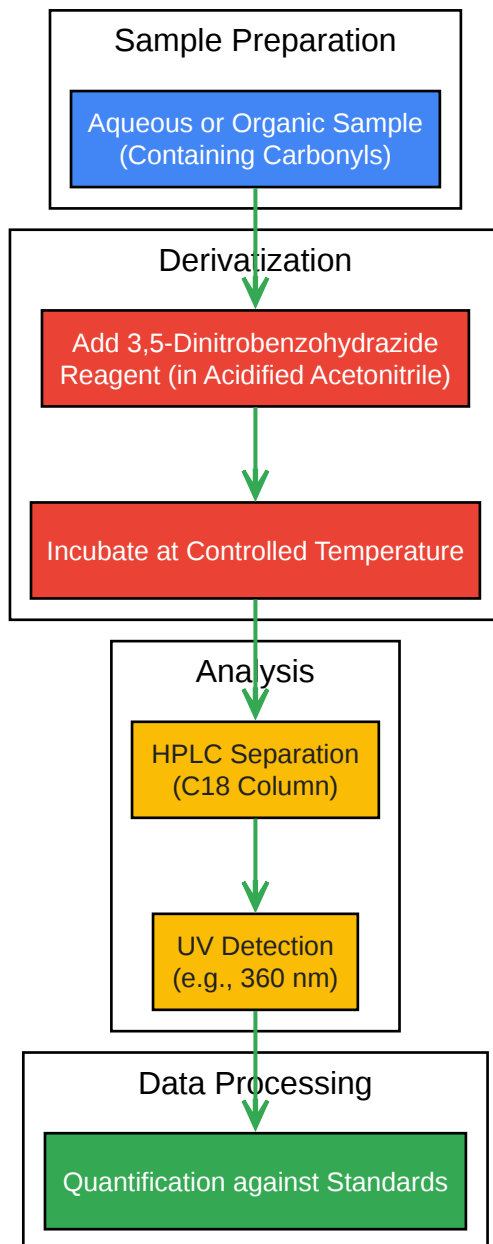 Sample Preparation
Aqueous or Organic Sample
(Containing Carbonyls)
Derivatization
Add 3,5-Dinitrobenzohydrazide
Reagent (in Acidified Acetonitrile)
Incubate at Controlled Temperature
Analysis
HPLC Separation
(C18 Column)
UV Detection
(e.g., 360 nm)
Data Processing
Quantification against Standards